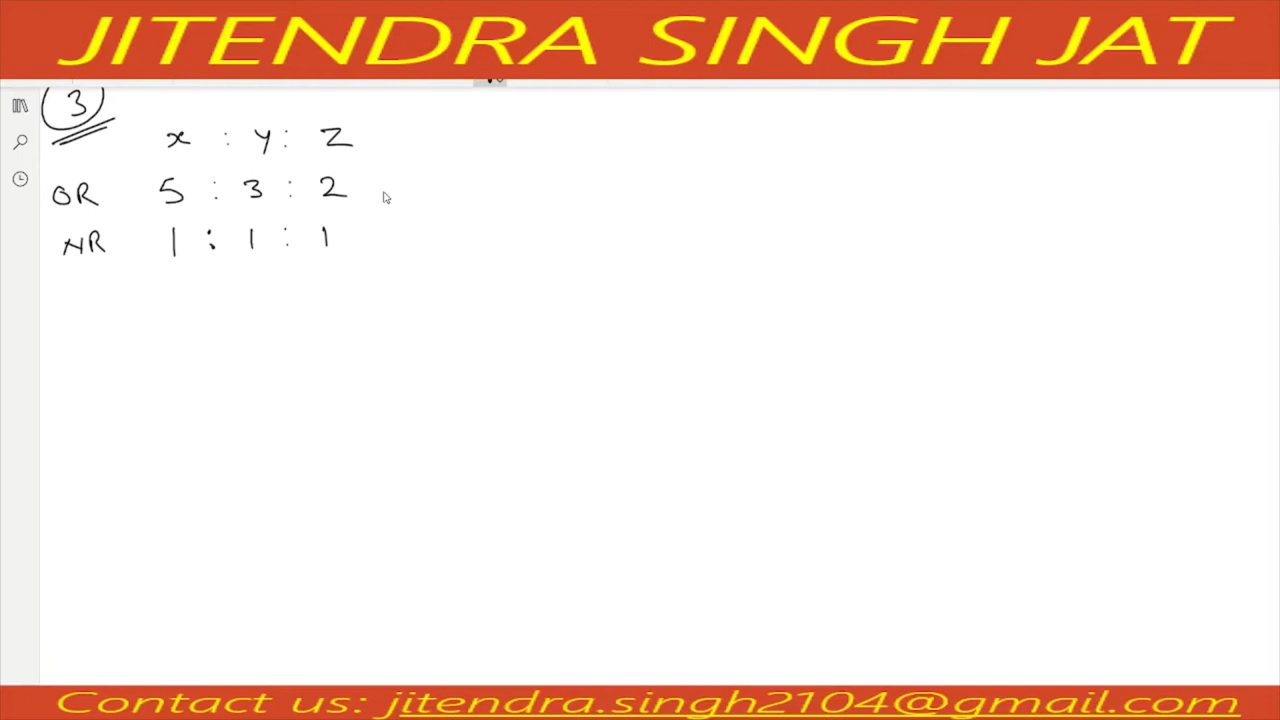 JITENDRA SINGH JAT
3
x : y : Z
OR 5 : 3 : 2
NR 1 : 1 : 1
Contact us: jitendra.singh2104@gmail.com